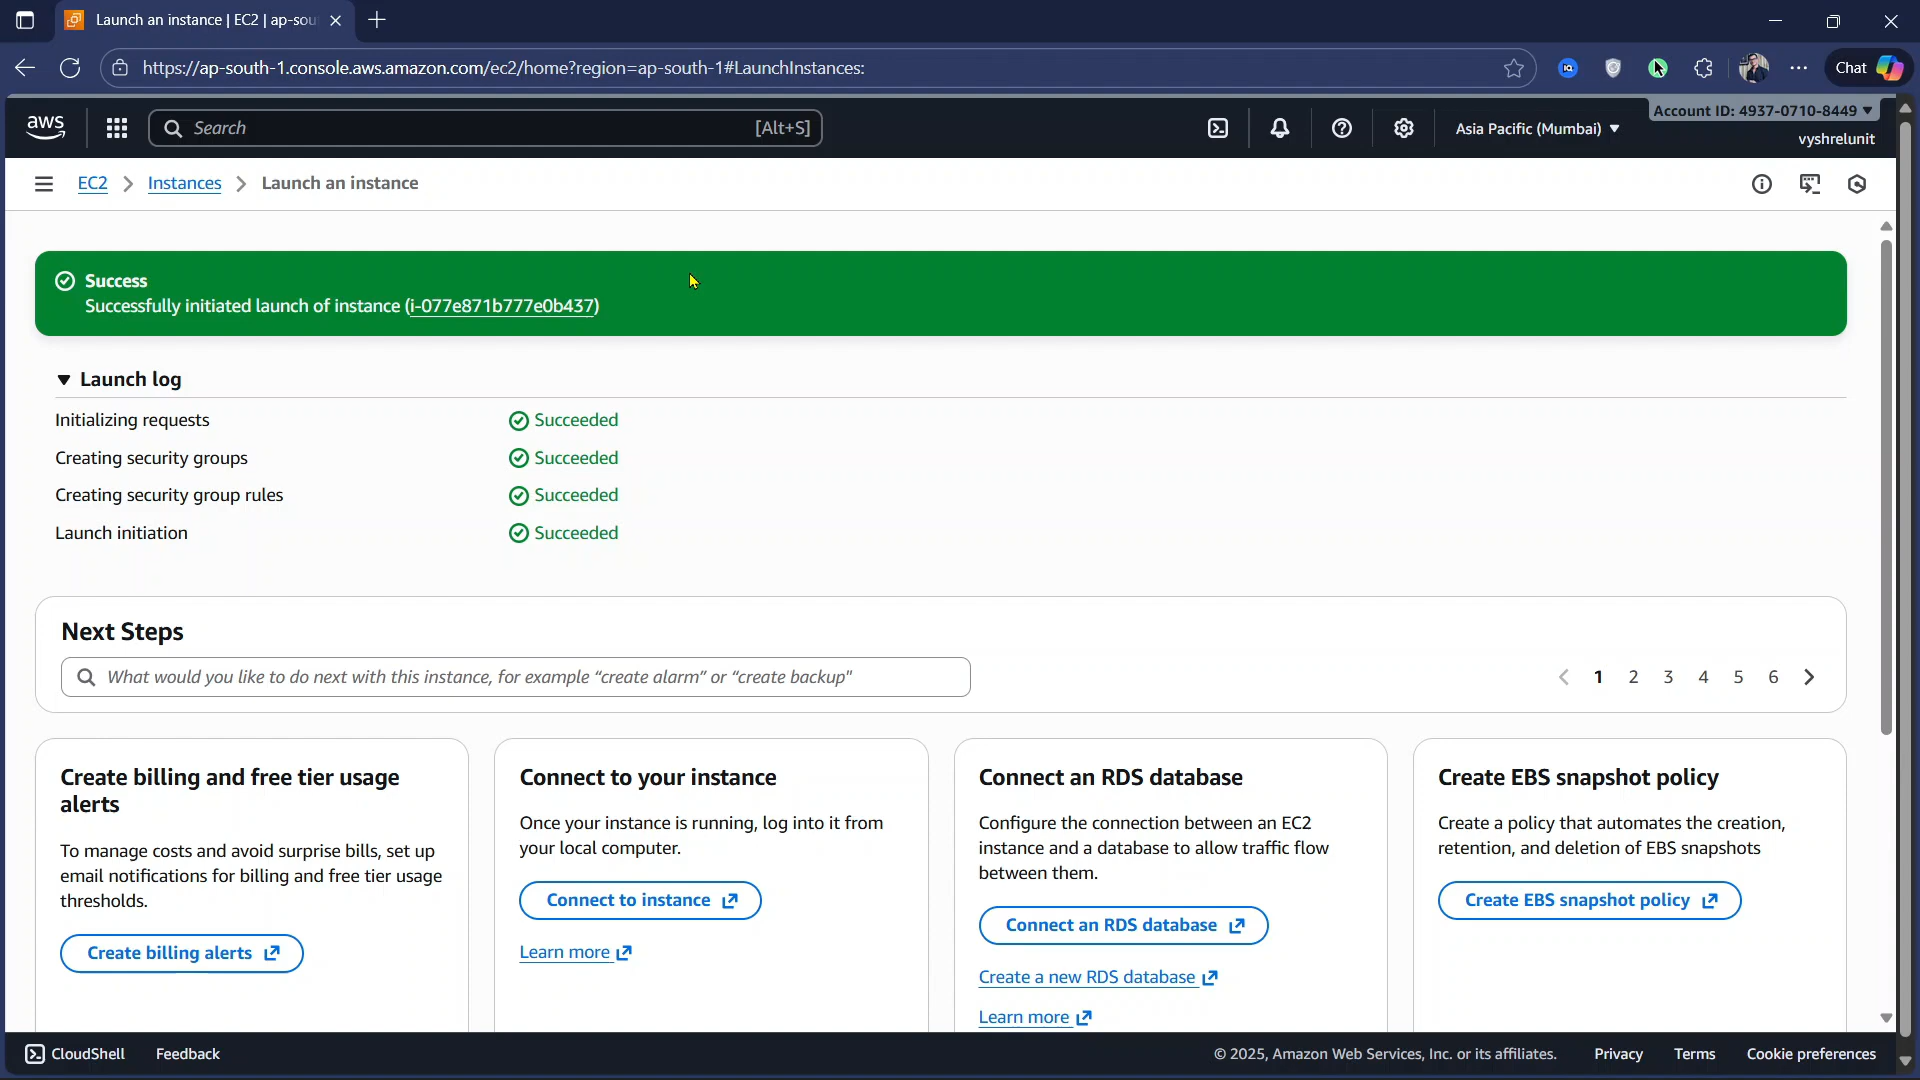 Launch an instance | EC2 | ap-sou
https://ap-south-1.console.aws.amazon.com/ec2/home?region=ap-south-1#LaunchInstances:
Chat
aws
Search
[Alt+S]
Asia Pacific (Mumbai)
Account ID: 4937-0710-8449
vyshrelunit
EC2
Instances
Launch an instance
Success
Successfully initiated launch of instance (i-077e871b777e0b437)
Launch log
Initializing requests
Succeeded
Creating security groups
Succeeded
Creating security group rules
Succeeded
Launch initiation
Succeeded
Next Steps
What would you like to do next with this instance, for example “create alarm” or “create backup”
1 2 3 4 5 6
Create billing and free tier usage
alerts
To manage costs and avoid surprise bills, set up
email notifications for billing and free tier usage
thresholds.
Create billing alerts
Connect to your instance
Once your instance is running, log into it from
your local computer.
Connect to instance
Learn more
Connect an RDS database
Configure the connection between an EC2
instance and a database to allow traffic flow
between them.
Connect an RDS database
Create a new RDS database
Learn more
Create EBS snapshot policy
Create a policy that automates the creation,
retention, and deletion of EBS snapshots
Create EBS snapshot policy
CloudShell
Feedback
© 2025, Amazon Web Services, Inc. or its affiliates.
Privacy
Terms
Cookie preferences